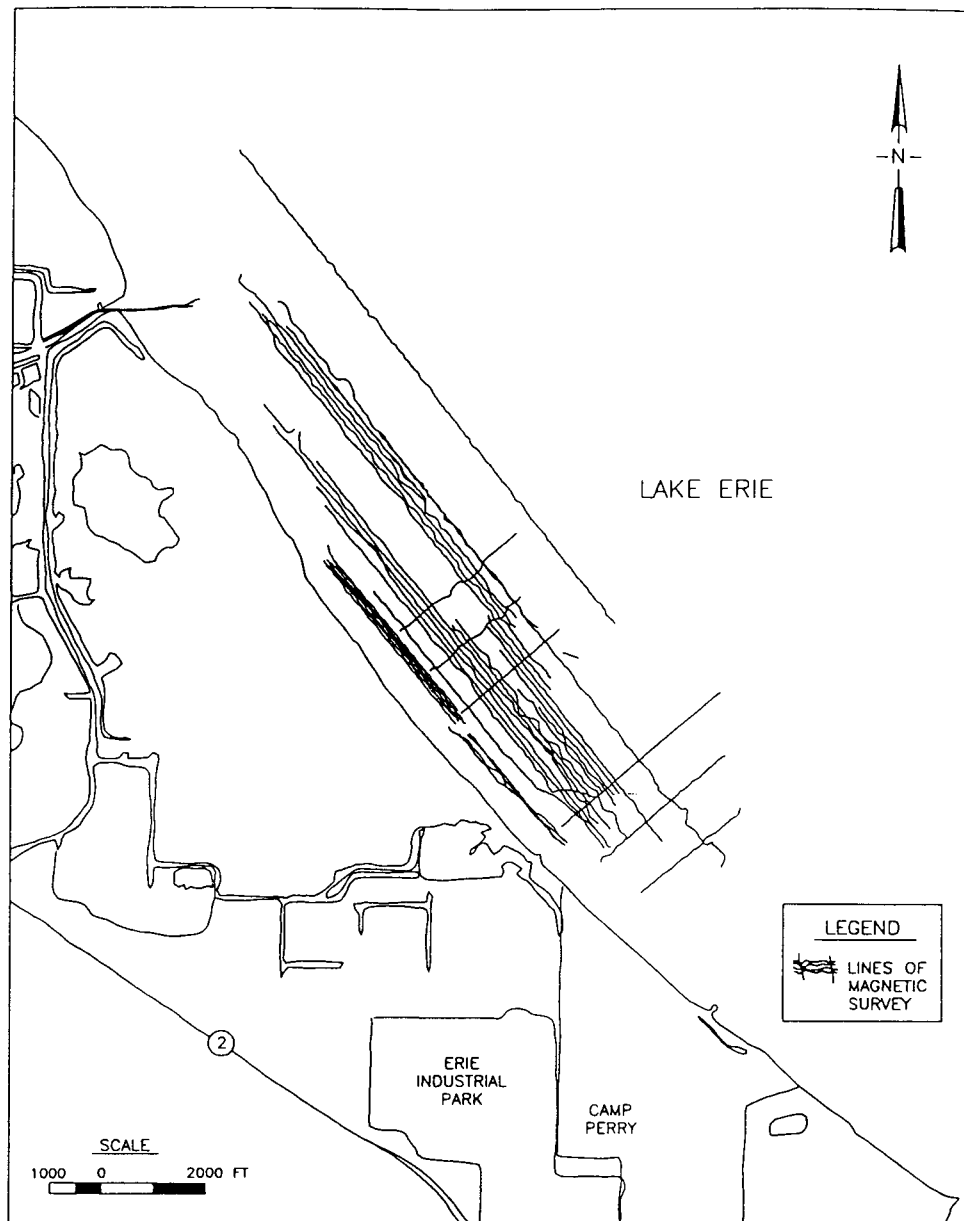 -N-
LAKE ERIE
LEGEND
LINES OF
MAGNETIC
SURVEY
2
ERIE
INDUSTRIAL
PARK
CAMP
PERRY
SCALE
1000 0 2000 FT